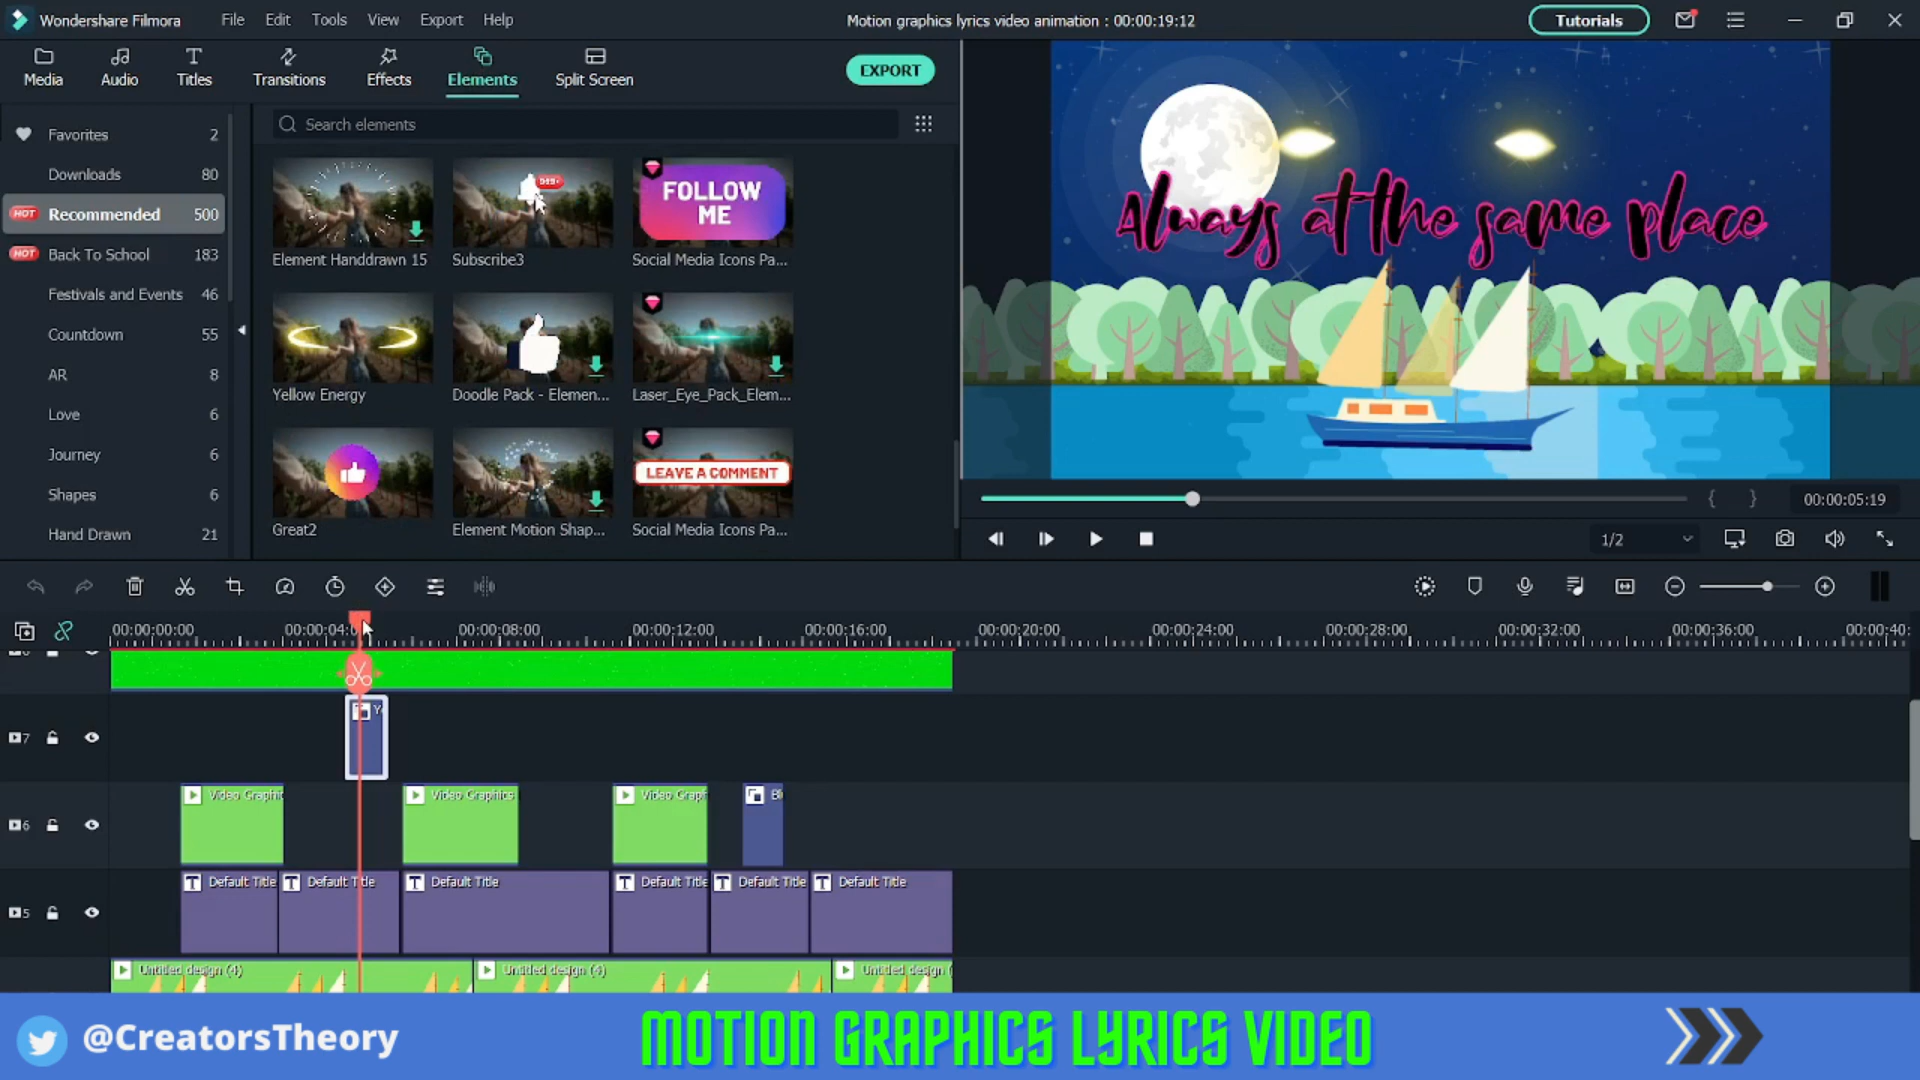 Wondershare Filmora
File Edit Tools View Export Help
Motion graphics lyrics video animation : 00:00:19:12
Tutorials
Media Audio Titles Transitions Effects Elements Split Screen
EXPORT
Favorites 2
Downloads 80
HOT Recommended 500
HOT Back To School 183
Festivals and Events 46
Countdown 55
AR 8
Love 6
Journey 6
Shapes 6
Hand Drawn 21
Search elements
FOLLOW
ME
Element Handdrawn 15 Subscribe3 Social Media Icons Pa...
Yellow Energy Doodle Pack - Elemen... Laser_Eye_Pack_Elem...
LEAVE A COMMENT
Great2 Element Motion Shap... Social Media Icons Pa...
Always at the same place
{ } 00:00:05:19
1/2
00:00:00:00 00:00:04:0 00:00:08:00 00:00:12:00 00:00:16:00 00:00:20:00 00:00:24:00 00:00:28:00 00:00:32:00 00:00:36:00 00:00:40:
7
6 Video Graphi Video Graphics Video Graph Bl
5 Default Title Default Title Default Title Default Title Default Title Default Title
Untitled design (4) Untitled design (4) Untitled design (
@CreatorsTheory
MOTION GRAPHICS LYRICS VIDEO